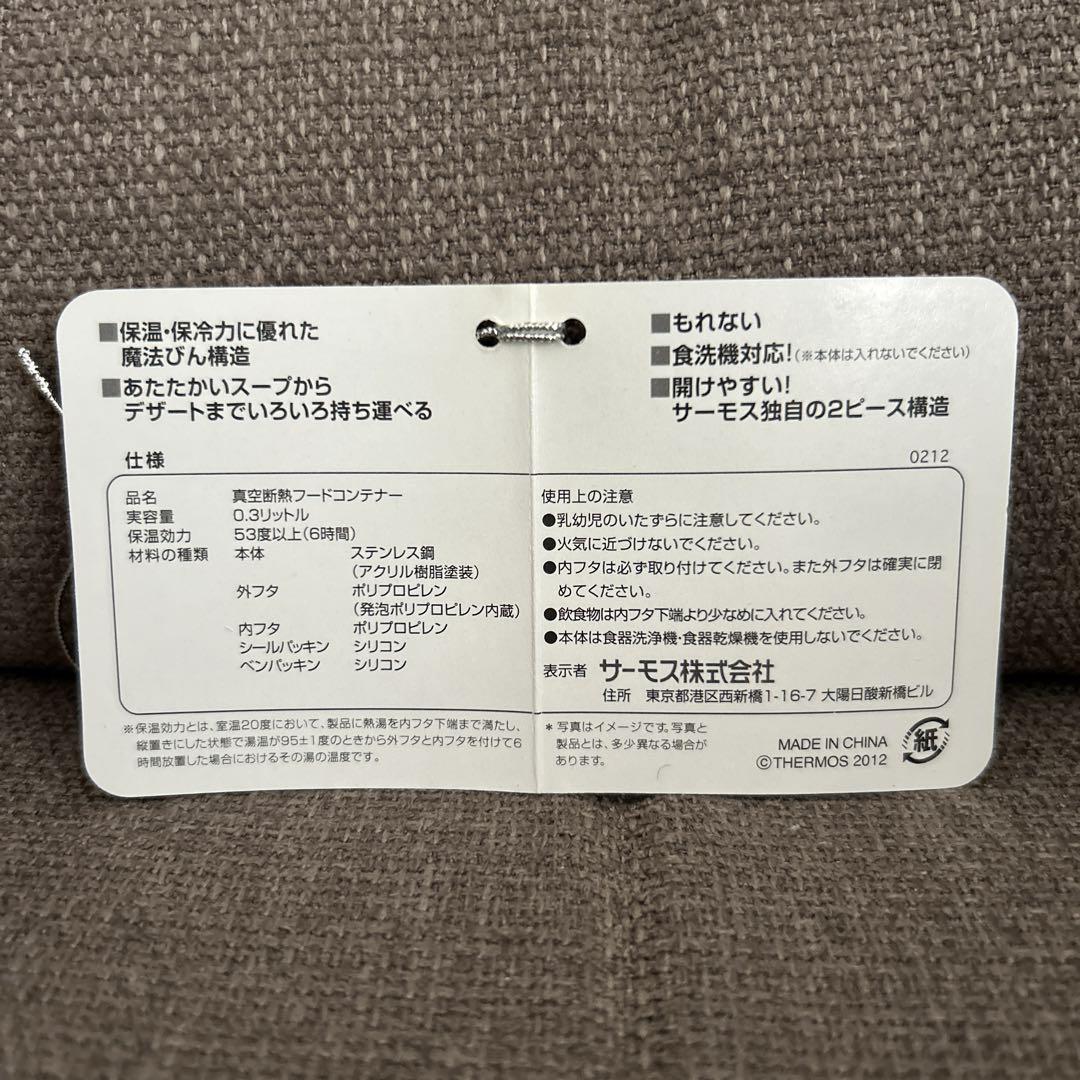 ■保温・保冷力に優れた
魔法びん構造
■あたたかいスープから
デザートまでいろいろ持ち運べる
■もれない
■食洗機対応!(※本体は入れないでください)
■開けやすい!
サーモス独自の2ピース構造
仕様
0212
品名 真空断熱フードコンテナー
実容量 0.3リットル
保温効力 53度以上(6時間)
材料の種類 本体 ステンレス鋼
(アクリル樹脂塗装)
外フタ ポリプロピレン
(発泡ポリプロピレン内蔵)
内フタ ポリプロピレン
シールパッキン シリコン
ベンパッキン シリコン
使用上の注意
●乳幼児のいたずらに注意してください。
●火気に近づけないでください。
●内フタは必ず取り付けてください。また外フタは確実に閉
めてください。
●飲食物は内フタ下端より少なめに入れてください。
●本体は食器洗浄機・食器乾燥機を使用しないでください。
表示者 サーモス株式会社
住所 東京都港区西新橋1-16-7 大陽日酸新橋ビル
※保温効力とは、室温20度において、製品に熱湯を内フタ下端まで満たし、
縦置きにした状態で湯温が95±1度のときから外フタと内フタを付けて6
時間放置した場合におけるその湯の温度です。
*写真はイメージです。写真と
製品とは、多少異なる場合が
あります。
MADE IN CHINA
©THERMOS 2012
紙